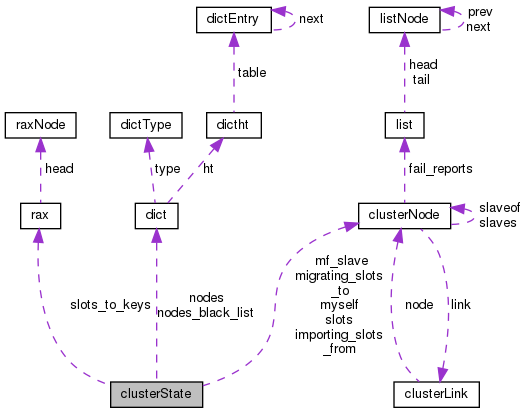 dictEntry
next
listNode
prev
next
table
head
tail
raxNode
dictType
dictht
list
head
type
ht
fail_reports
rax
dict
clusterNode
slaveof
slaves
slots_to_keys
nodes
nodes_black_list
mf_slave
migrating_slots
_to
myself
slots
importing_slots
_from
node
link
clusterState
clusterLink